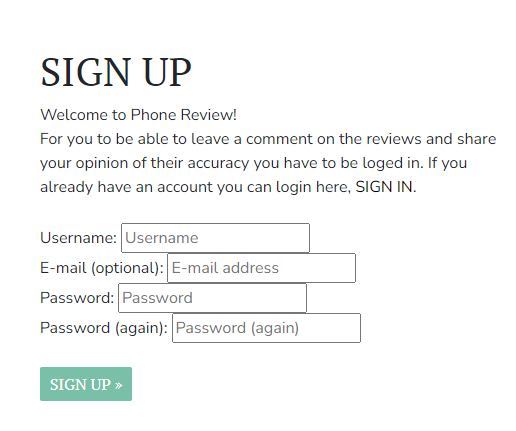 SIGN UP
Welcome to Phone Review!
For you to be able to leave a comment on the reviews and share
your opinion of their accuracy you have to be loged in. If you
already have an account you can login here, SIGN IN.
Username: Username
E-mail (optional): E-mail address
Password: Password
Password (again): Password (again)
SIGN UP »